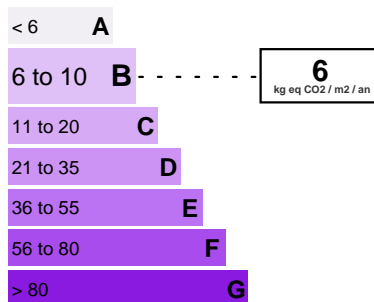 < 6 A
6 to 10 B
6
kg eq CO2 / m2 / an
11 to 20 C
21 to 35 D
36 to 55 E
56 to 80 F
> 80 G